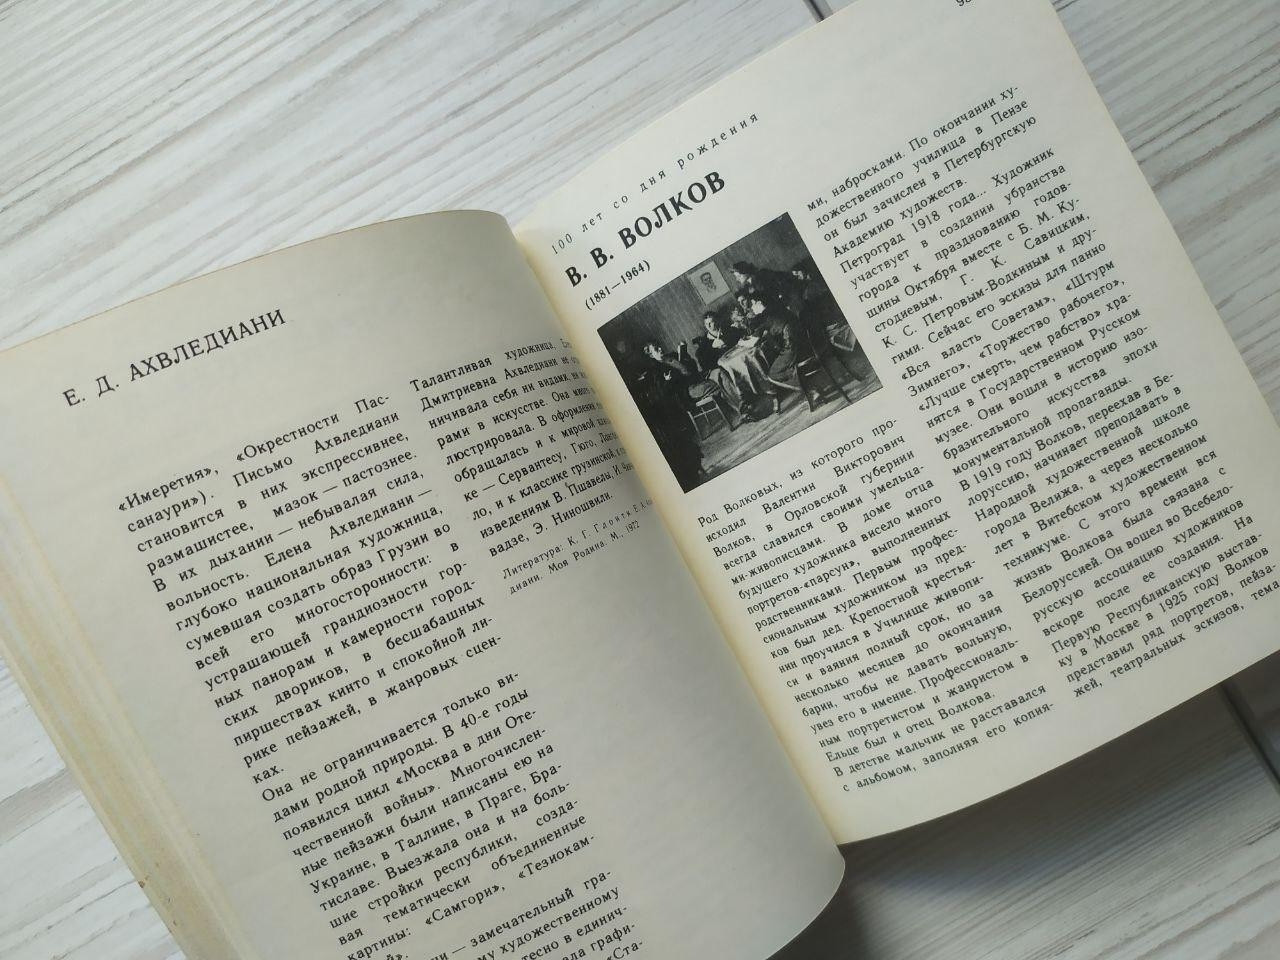 Е. Д. АХВЛЕДИАНИ
«Имеретия», «Окрестности Пас-
санаури»). Письмо Ахвледиани
становится в них экспрессивнее,
размашистее, мазок — пастознее.
В их дыхании — небывалая сила,
вольность. Елена Ахвледиани —
глубоко национальная художница,
сумевшая создать образ Грузии во
всей его многосторонности: в
устрашающей грандиозности гор-
ных панорам и камерности город-
ских двориков, в бесшабашных
пиршествах кинто и спокойной ли-
рике пейзажей, в жанровых сцен-
ках.
Она не ограничивается только ви-
дами родной природы. В 40-е годы
появился цикл «Москва в дни Оте-
чественной войны». Многочислен-
ные пейзажи были написаны ею на
Украине, в Таллине, в Праге, Бра-
тиславе. Выезжала она и на боль-
шие стройки республики, созда-
вая тематически объединенные
картины: «Самгори», «Тезиокам-
— замечательный гра-
му художественному
в единич-
графи-
«Ста-
Талантливая художница,
Дмитриевна Ахвледиани не
ничивала себя ни видами,
рами в искусстве. Она много
люстрировала. В оформлении
обращалась и к мировой
ке — Сервантесу, Гюго,
ло, и к классике грузинской,
изведениям В. Пшавелы, И.
вадзе, Э. Ниношвили.
Литература: К. Г. Глонти
диани. Моя Родина. М., 1972
100 лет со дня рождения
В. В. ВОЛКОВ
(1881—1964)
Род Волковых, из которого про-
исходил Валентин Викторович
Волков, в Орловской губернии
всегда славился своими умельца-
ми-живописцами. В доме отца
будущего художника висело много
портретов-«парсун», выполненных
родственниками. Первым профес-
сиональным художником из пред-
ков был дед. Крепостной крестья-
нин проучился в Училище живопи-
си и ваяния полный срок, но за
несколько месяцев до окончания
барин, чтобы не давать вольную,
увез его в имение. Профессиональ-
ным портретистом и жанристом в
Ельце был и отец Волкова.
В детстве мальчик не расставался
с альбомом, заполняя его копия-
ми, набросками. По окончании ху-
дожественного училища в Пензе
он был зачислен в Петербургскую
Академию художеств.
Петроград 1918 года... Художник
участвует в создании убранства
города к празднованию годов-
щины Октября вместе с Б. М. Ку-
стодиевым, Г. К. Савицким,
К. С. Петровым-Водкиным и дру-
гими. Сейчас его эскизы для панно
«Вся власть Советам», «Штурм
Зимнего», «Торжество рабочего»,
«Лучше смерть, чем рабство» хра-
нятся в Государственном Русском
музее. Они вошли в историю изо-
бразительного искусства эпохи
монументальной пропаганды.
В 1919 году Волков, переехав в Бе-
лоруссию, начинает преподавать в
Народной художественной школе
города Велижа, а через несколько
лет в Витебском художественном
техникуме. С этого времени вся
жизнь Волкова была связана с
Белоруссией. Он вошел во Всебело-
русскую ассоциацию художников
вскоре после ее создания. На
Первую Республиканскую выстав-
ку в Москве в 1925 году Волков
представил ряд портретов, пейза-
жей, театральных эскизов, тема